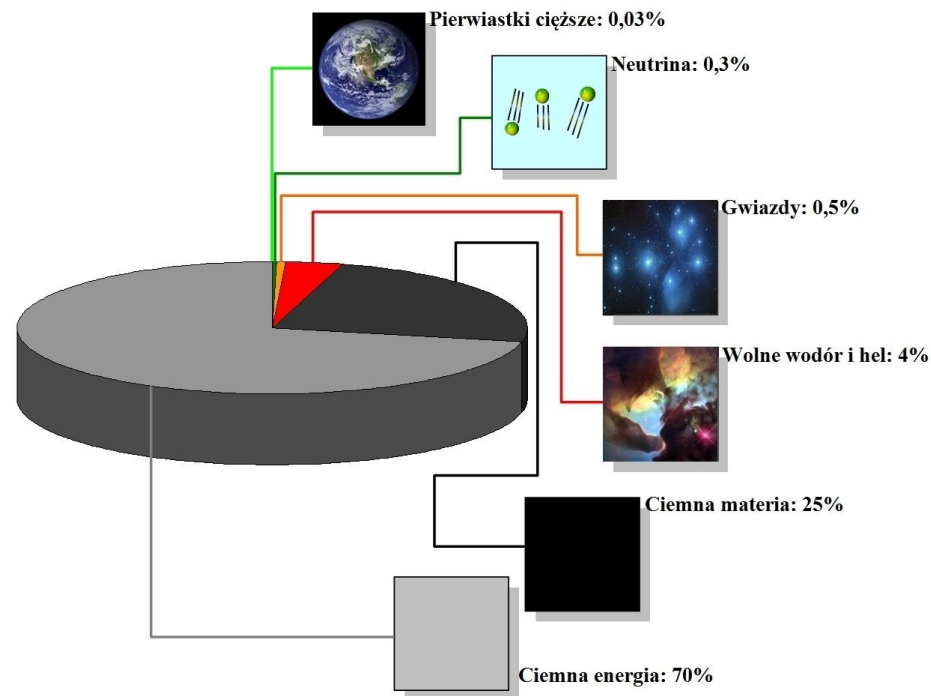 Pierwiastki cięższe: 0,03%
Neutrina: 0,3%
Gwiazdy: 0,5%
Wolne wodór i hel: 4%
Ciemna materia: 25%
Ciemna energia: 70%